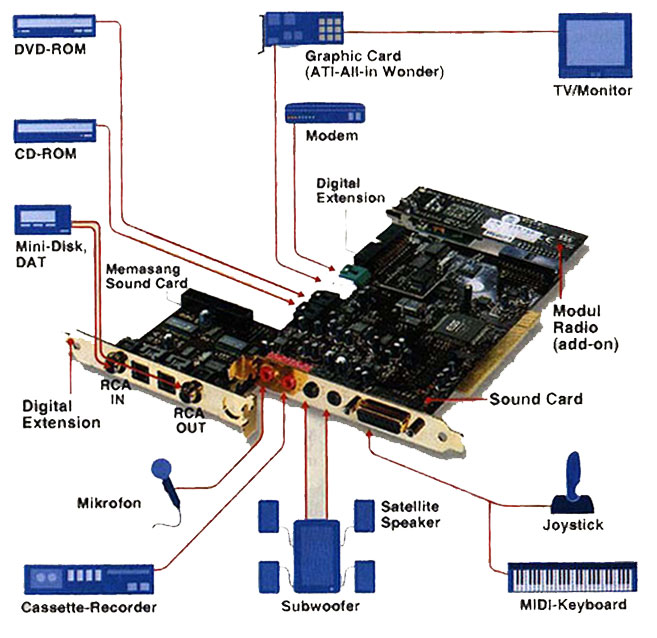 DVD-ROM
Graphic Card
(ATI-All-in Wonder)
TV/Monitor
CD-ROM
Modem
Digital
Extension
Mini-Disk,
DAT
Memasang
Sound Card
Modul
Radio
(add-on)
RCA
IN
RCA
OUT
Digital
Extension
Sound Card
Mikrofon
Satellite
Speaker
Joystick
Cassette-Recorder
Subwoofer
MIDI-Keyboard